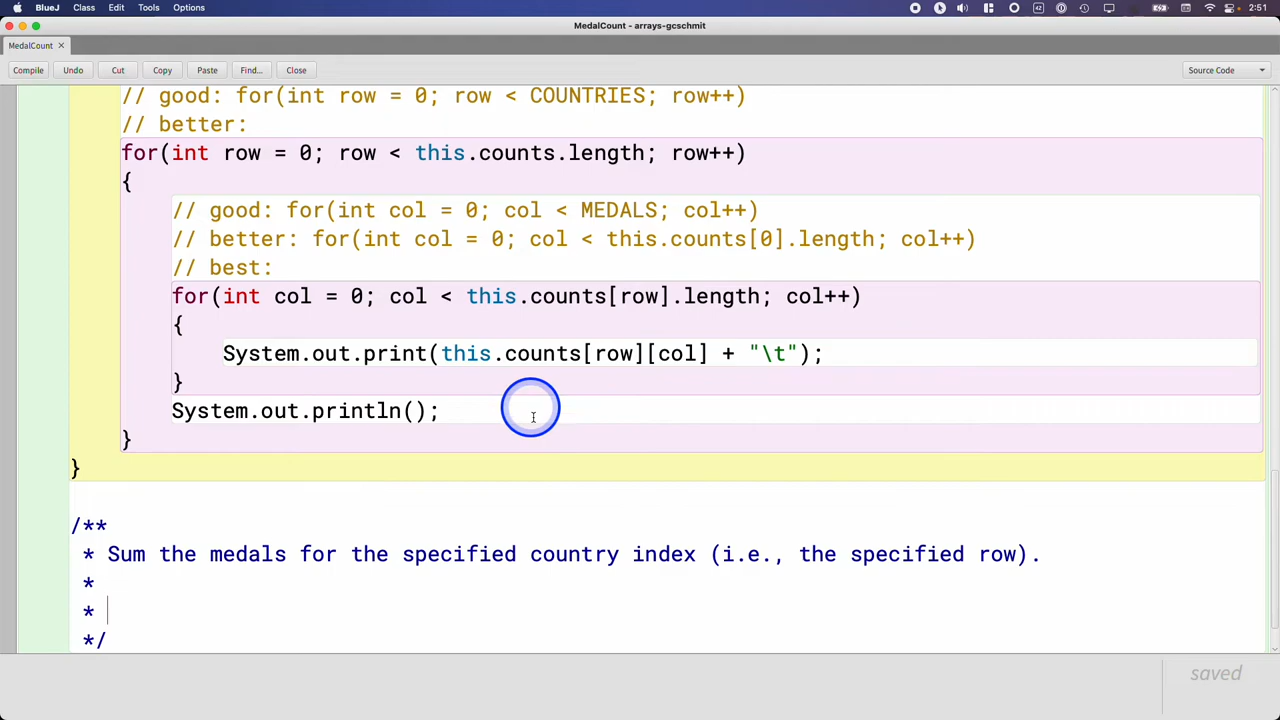 BlueJ Class Edit Tools Options 42 2:51
MedalCount - arrays-gcschmit
MedalCount
Compile Undo Cut Copy Paste Find... Close Source Code
// good: for(int row = 0; row < COUNTRIES; row++)
// better:
for(int row = 0; row < this.counts.length; row++)
{
// good: for(int col = 0; col < MEDALS; col++)
// better: for(int col = 0; col < this.counts[0].length; col++)
// best:
for(int col = 0; col < this.counts[row].length; col++)
{
System.out.print(this.counts[row][col] + "\t");
}
System.out.println();
}
}
/**
* Sum the medals for the specified country index (i.e., the specified row).
*
*
*/
saved